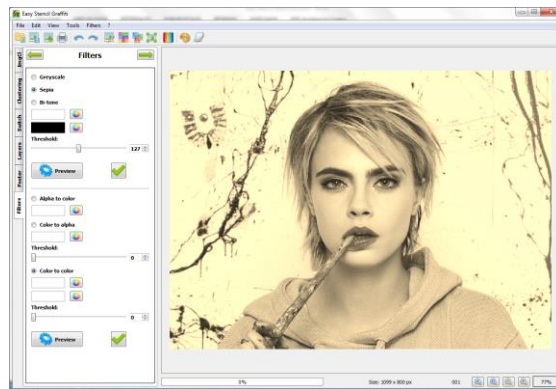 Easy Stencil Graffiti
File Edit View Tools Filters ?
Filters
Greyscale
Sepia
Bi-tone
Threshold:
127
Preview
Alpha to color
Color to alpha
Threshold:
0
Color to color
Threshold:
0
Preview
Clustering
Swatch
Layers
Poster
Filters
0%
Size: 1099 x 800 px